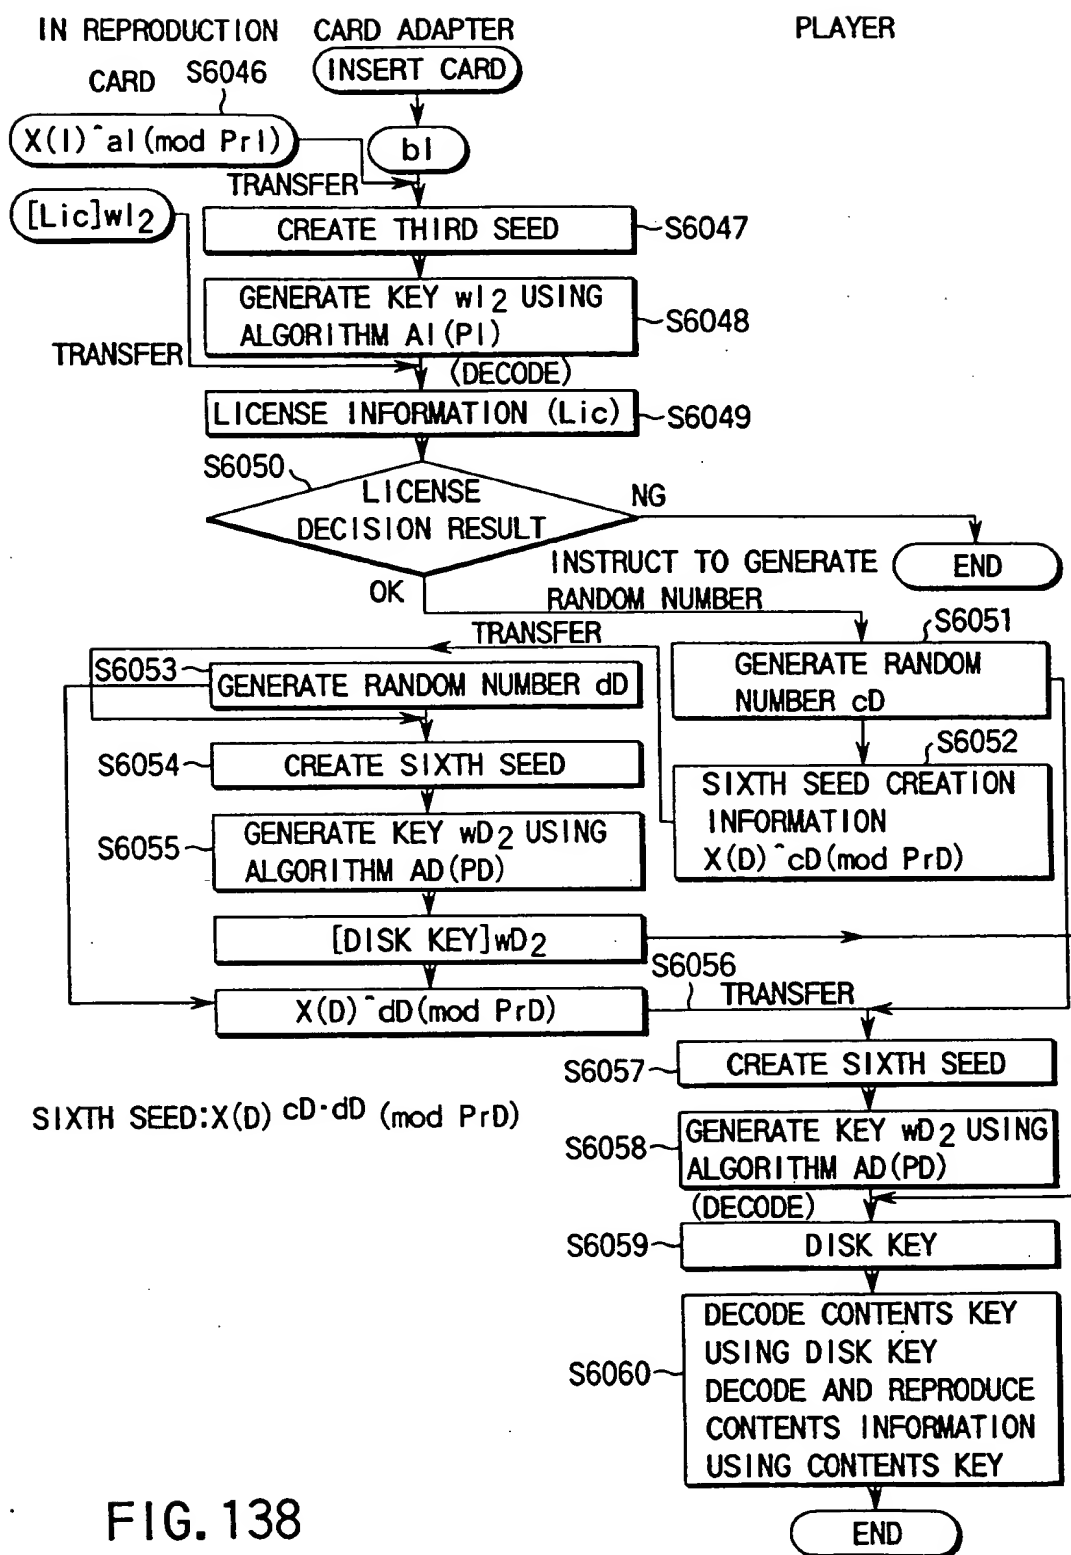 IN REPRODUCTION
CARD ADAPTER
PLAYER
CARD
S6046
INSERT CARD
X(I)^aI(mod PrI)
bI
TRANSFER
[Lic]wI2
CREATE THIRD SEED
S6047
GENERATE KEY wI2 USING
ALGORITHM AI(PI)
S6048
TRANSFER
(DECODE)
LICENSE INFORMATION (Lic)
S6049
S6050
LICENSE
DECISION RESULT
NG
END
OK
INSTRUCT TO GENERATE
RANDOM NUMBER
S6051
TRANSFER
S6053
GENERATE RANDOM NUMBER dD
GENERATE RANDOM
NUMBER cD
S6052
S6054
CREATE SIXTH SEED
SIXTH SEED CREATION
INFORMATION
X(D)^cD(mod PrD)
S6055
GENERATE KEY wD2 USING
ALGORITHM AD(PD)
[DISK KEY]wD2
S6056
X(D)^dD(mod PrD)
TRANSFER
S6057
CREATE SIXTH SEED
SIXTH SEED:X(D) cD·dD (mod PrD)
S6058
GENERATE KEY wD2 USING
ALGORITHM AD(PD)
(DECODE)
S6059
DISK KEY
S6060
DECODE CONTENTS KEY
USING DISK KEY
DECODE AND REPRODUCE
CONTENTS INFORMATION
USING CONTENTS KEY
END
FIG. 138